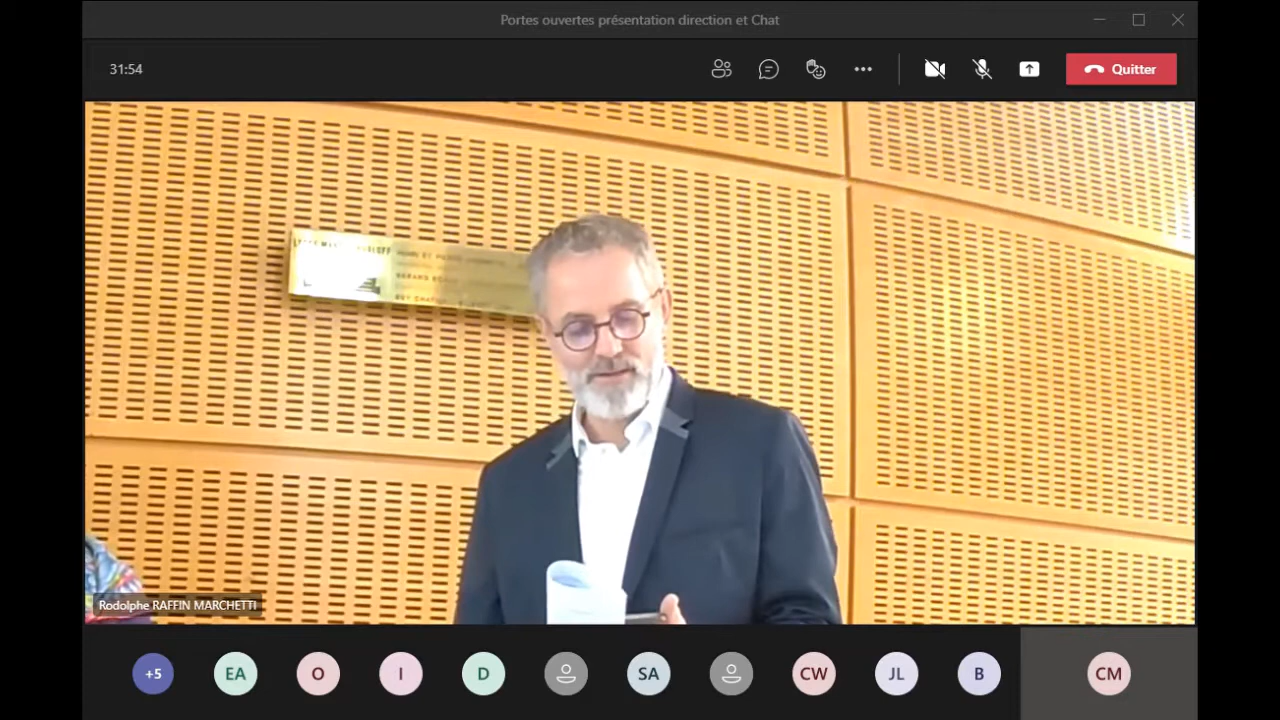 Portes ouvertes présentation direction et Chat
31:54
Quitter
Rodolphe RAFFIN MARCHETTI
+5
EA
O
I
D
SA
CW
JL
B
CM